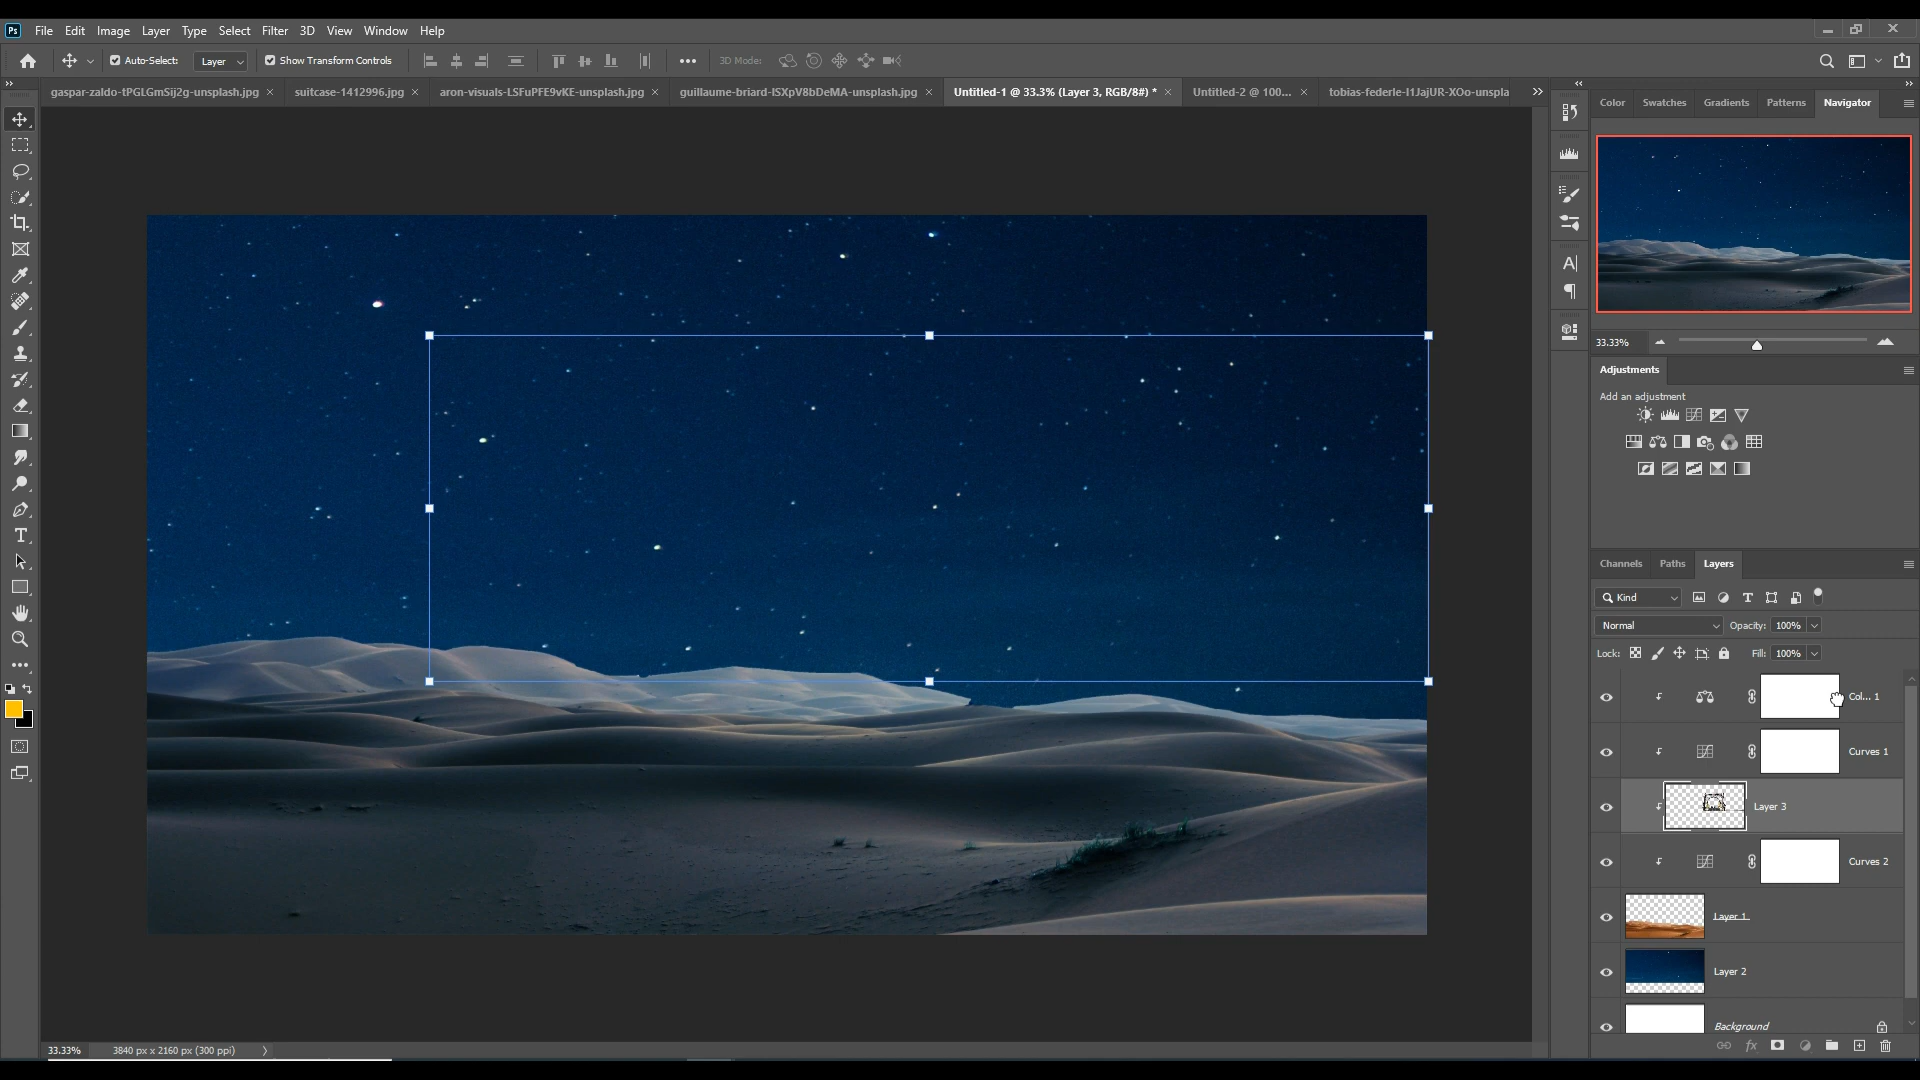 Ps File Edit Image Layer Type Select Filter 3D View Window Help
Auto-Select: Layer Show Transform Controls 3D Mode:
gaspar-zaldo-tPGLGmSij2g-unsplash.jpg × suitcase-1412996.jpg × aron-visuals-LSFuPFE9vKE-unsplash.jpg × guillaume-briard-lSXpV8bDeMA-unsplash.jpg × Untitled-1 @ 33.3% (Layer 3, RGB/8#) * × Untitled-2 @ 100... × tobias-federle-I1JajUR-XOo-unspla
Color Swatches Gradients Patterns Navigator
33.33%
Adjustments
Add an adjustment
Channels Paths Layers
Kind
Normal Opacity: 100%
Lock: Fill: 100%
Col... 1
Curves 1
Layer 3
Curves 2
Layer 1
Layer 2
Background
33.33% 3840 px x 2160 px (300 ppi)